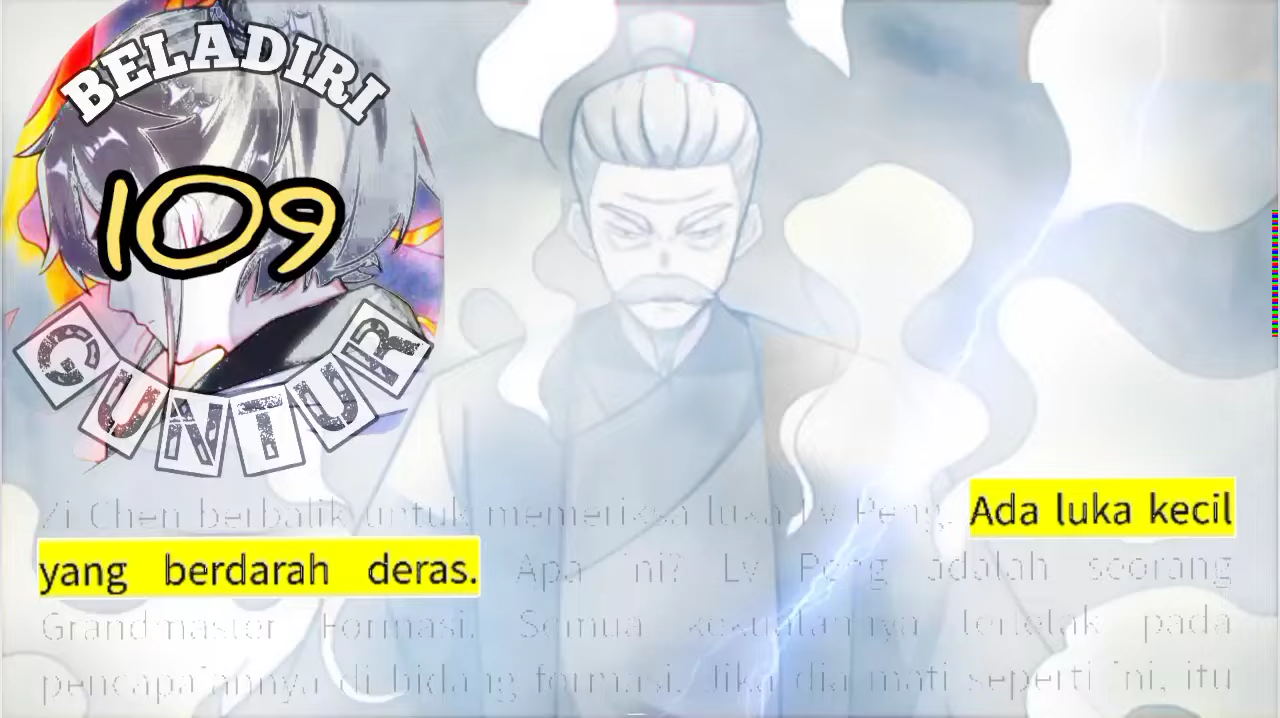 BELADIRI
109
GUNTUR
Zi Chen berbalik untuk memeriksa luka Lv Peng. Ada luka kecil
yang berdarah deras. Apa ini? Lv Peng adalah seorang
Grandmaster Formasi. Semua kekuatannya terletak pada
pencapaiannya di bidang formasi. Jika dia mati seperti ini, itu